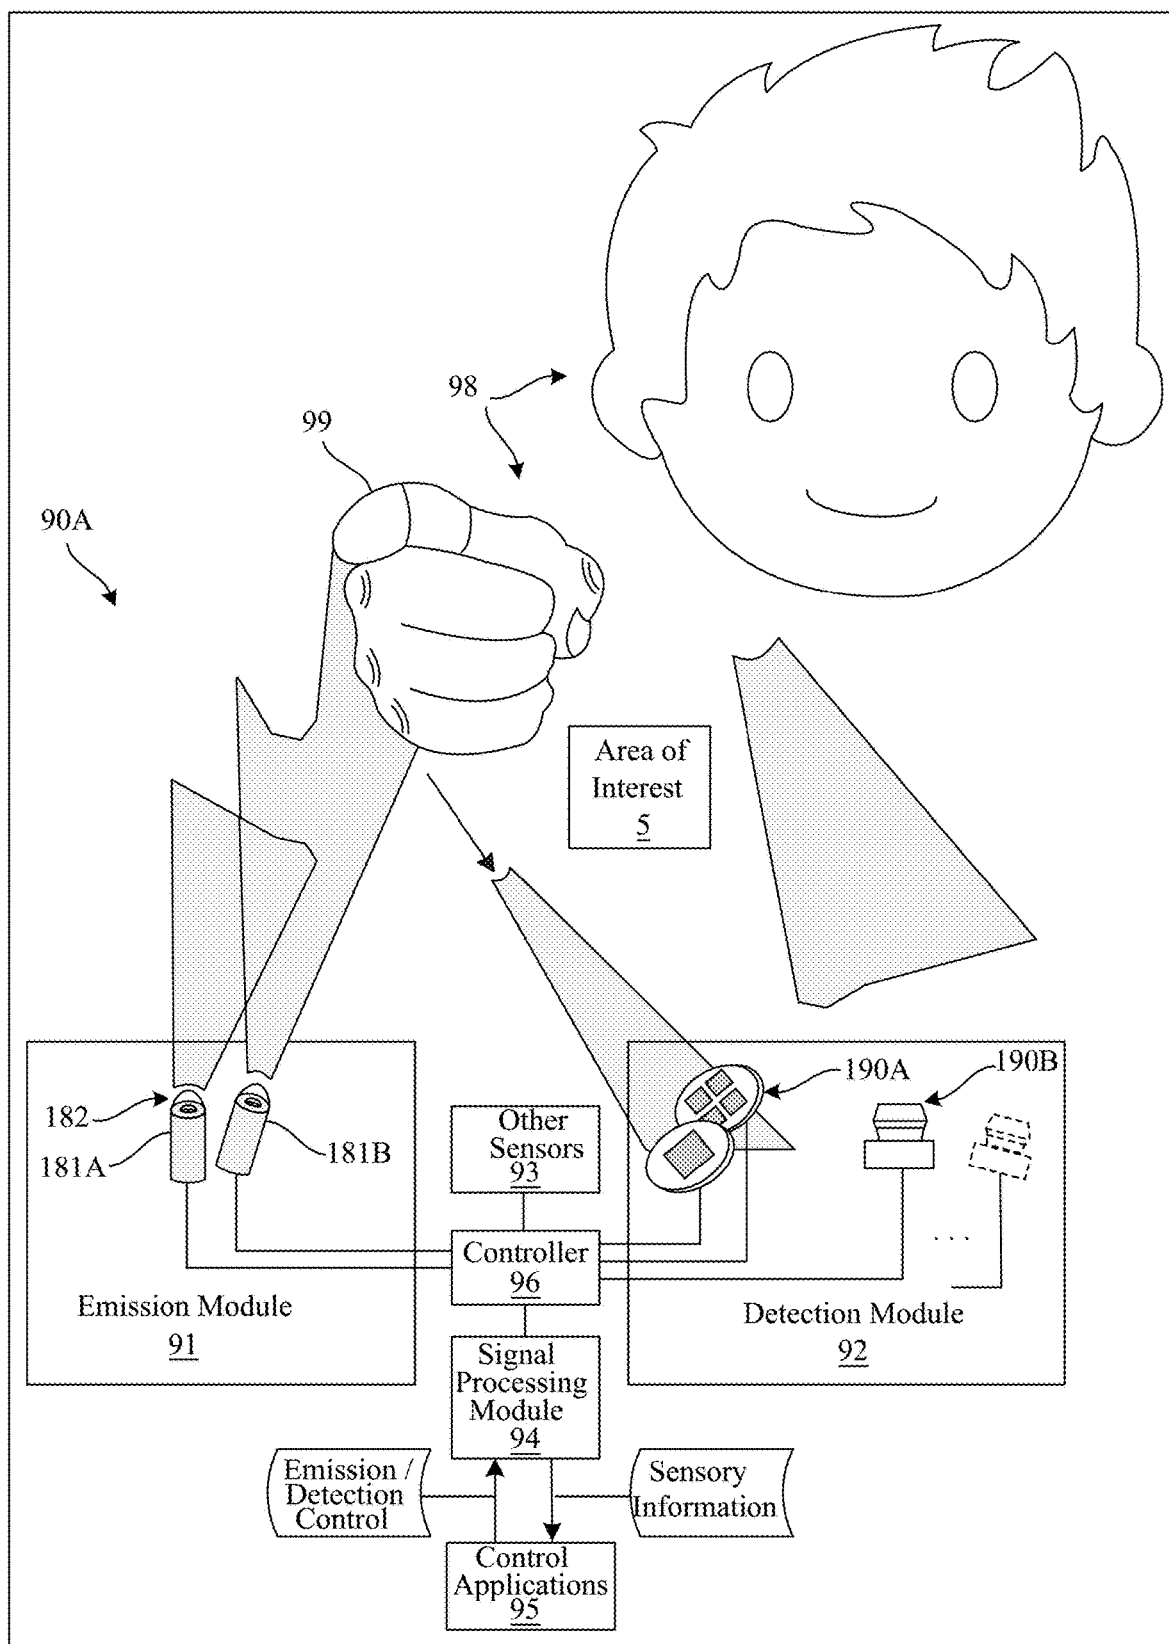 98
99
90A
Area of
Interest
5
182
181A
181B
190A
190B
Other
Sensors
93
Controller
96
Emission Module
91
Detection Module
92
Signal
Processing
Module
94
Emission /
Detection
Control
Sensory
Information
Control
Applications
95
. . .